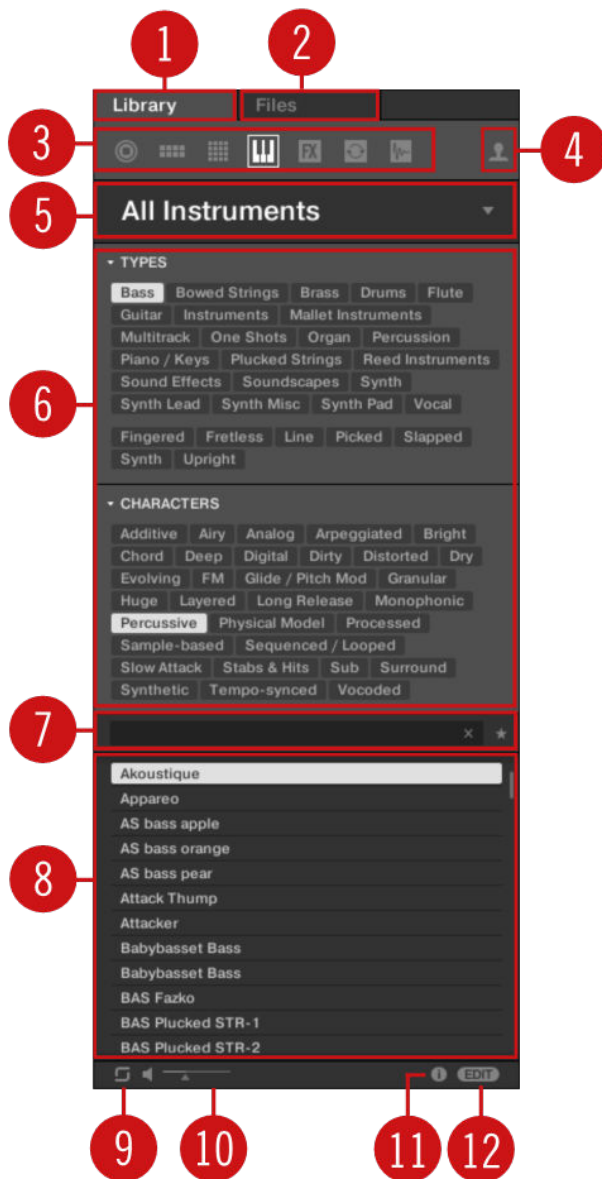 1
2
Library Files
3
FX
4
5
All Instruments
TYPES
Bass Bowed Strings Brass Drums Flute
Guitar Instruments Mallet Instruments
Multitrack One Shots Organ Percussion
Piano / Keys Plucked Strings Reed Instruments
6
Sound Effects Soundscapes Synth
Synth Lead Synth Misc Synth Pad Vocal
Fingered Fretless Line Picked Slapped
Synth Upright
CHARACTERS
Additive Airy Analog Arpeggiated Bright
Chord Deep Digital Dirty Distorted Dry
Evolving FM Glide / Pitch Mod Granular
Huge Layered Long Release Monophonic
Percussive Physical Model Processed
Sample-based Sequenced / Looped
Slow Attack Stabs & Hits Sub Surround
Synthetic Tempo-synced Vocoded
7
8
Akoustique
Appareo
AS bass apple
AS bass orange
AS bass pear
Attack Thump
Attacker
Babybasset Bass
Babybasset Bass
BAS Fazko
BAS Plucked STR-1
BAS Plucked STR-2
EDIT
9
10
11
12